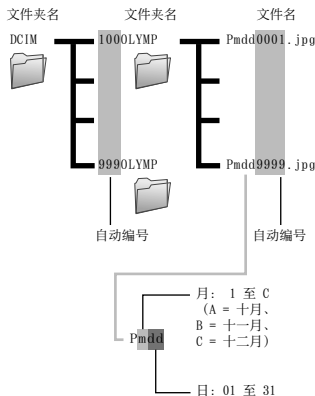 文件夹名 文件夹名 文件名
DCIM 100OLYMP Pmdd0001.jpg
999OLYMP Pmdd9999.jpg
自动编号 自动编号
月: 1 至 C
(A = 十月、
B = 十一月、
C = 十二月)
Pmdd
日: 01 至 31